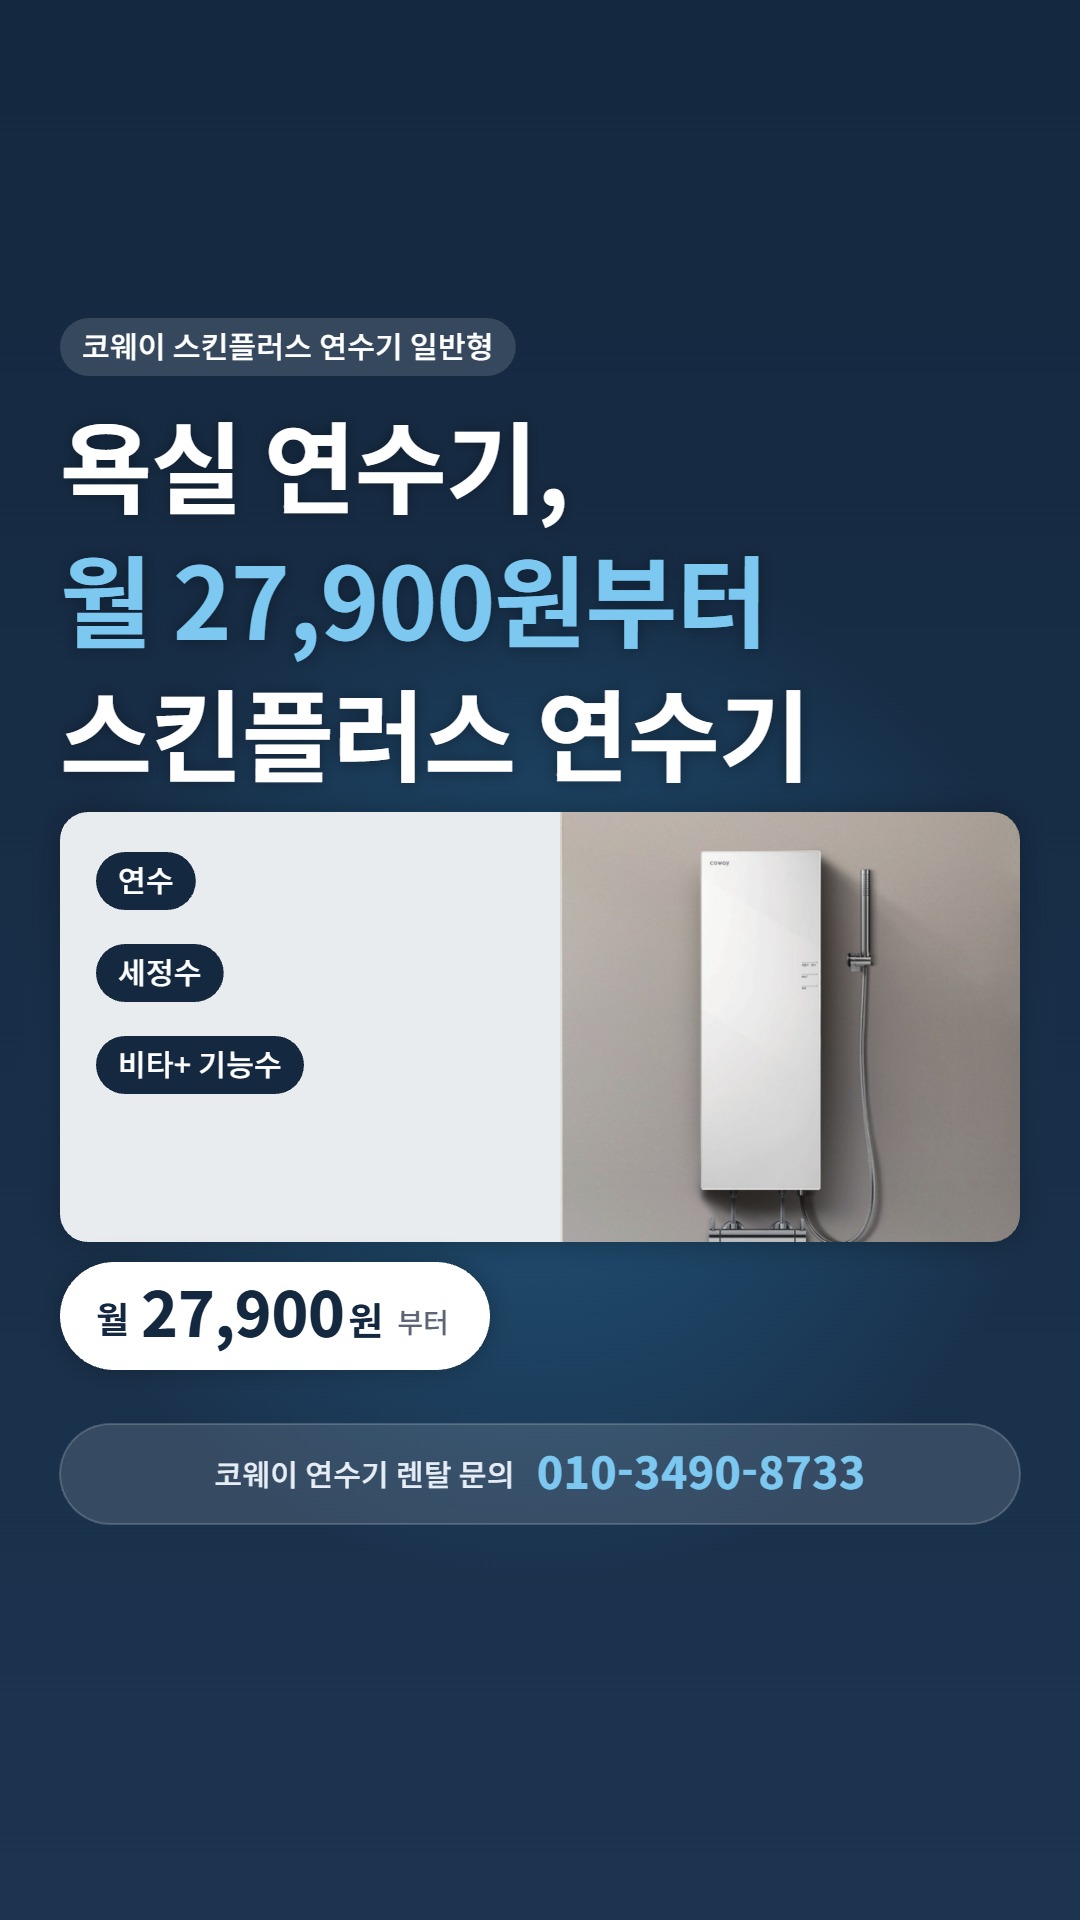 코웨이 스킨플러스 연수기 일반형
욕실 연수기,
월 27,900원부터
스킨플러스 연수기
연수
세정수
비타+ 기능수
coway
월 27,900원 부터
코웨이 연수기 렌탈 문의 010-3490-8733